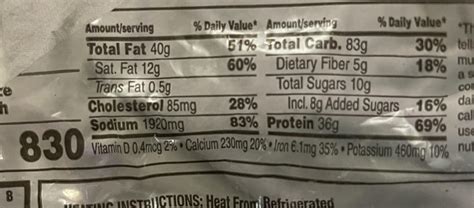 Amount/serving % Daily Value* Amount/serving % Daily Value*
Total Fat 40g 51% Total Carb. 83g 30%
Sat. Fat 12g 60% Dietary Fiber 5g 18%
Trans Fat 0.5g Total Sugars 10g
Cholesterol 85mg 28% Incl. 8g Added Sugars 16%
Sodium 1920mg 83% Protein 36g 69%
830 Vitamin D 0.4mcg 2% • Calcium 230mg 20% • Iron 6.1mg 35% • Potassium 460mg 10%
8
INSTRUCTIONS: Heat From Refrigerated